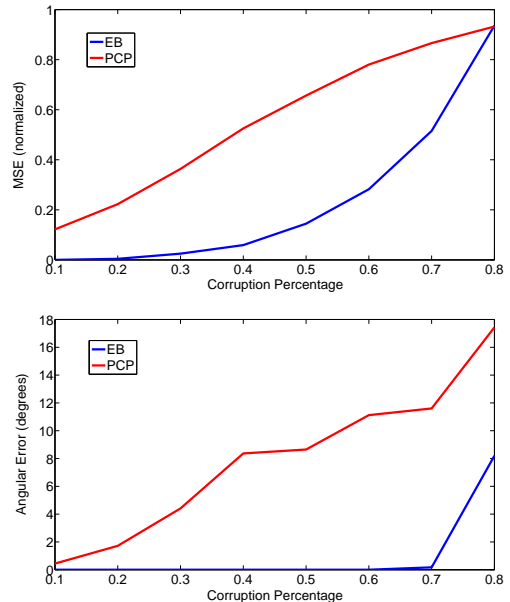 1
0.8
0.6
0.4
0.2
0
MSE (normalized)
EB
PCP
0.1 0.2 0.3 0.4 0.5 0.6 0.7 0.8
Corruption Percentage
18
16
14
12
10
8
6
4
2
0
Angular Error (degrees)
EB
PCP
0.1 0.2 0.3 0.4 0.5 0.6 0.7 0.8
Corruption Percentage